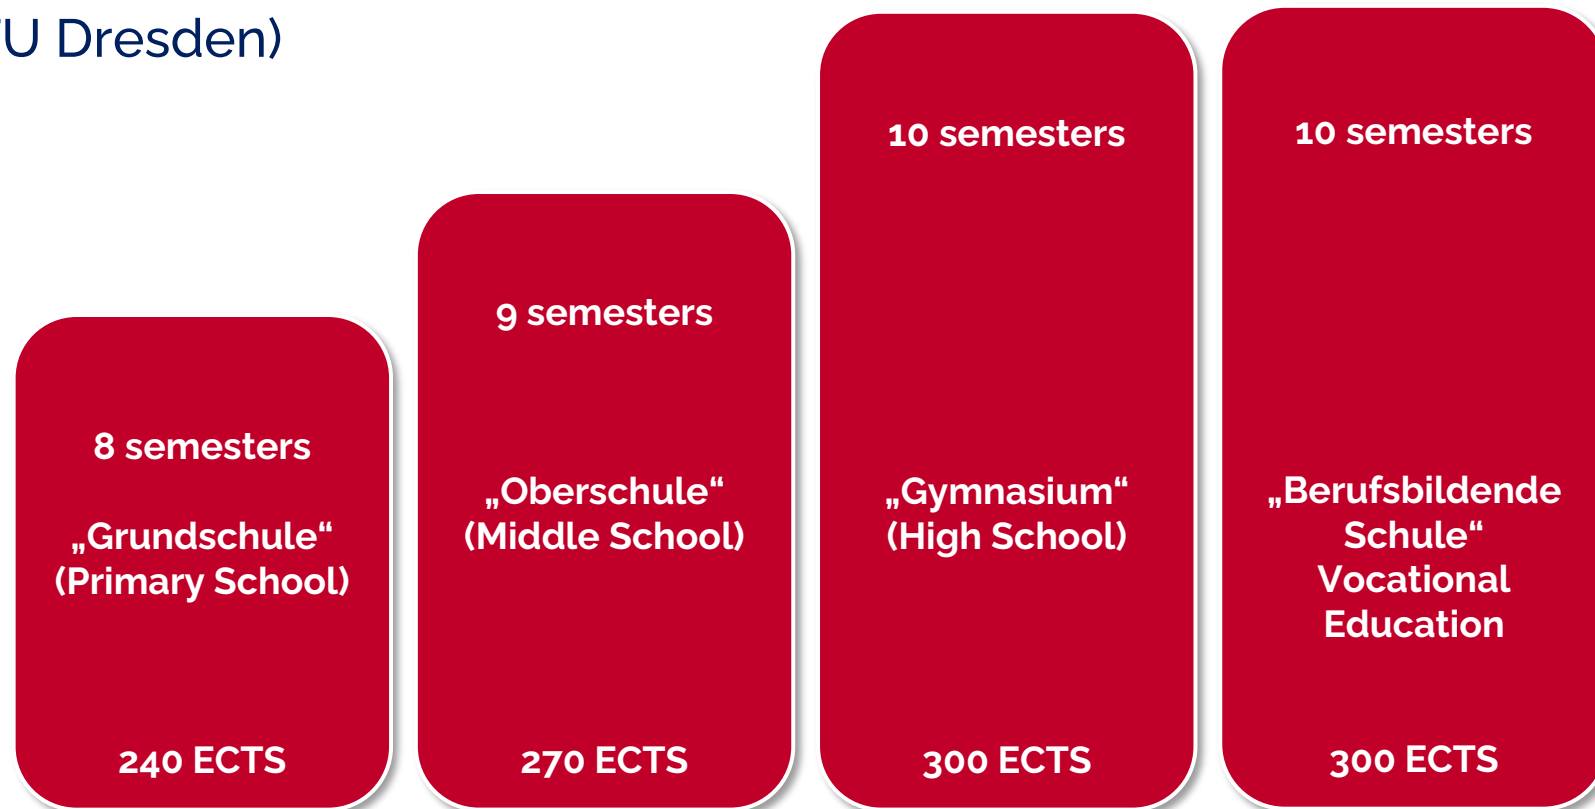 U Dresden)
8 semesters
„Grundschule“
(Primary School)
240 ECTS
9 semesters
„Oberschule“
(Middle School)
270 ECTS
10 semesters
„Gymnasium“
(High School)
300 ECTS
10 semesters
„Berufsbildende
Schule“
Vocational
Education
300 ECTS